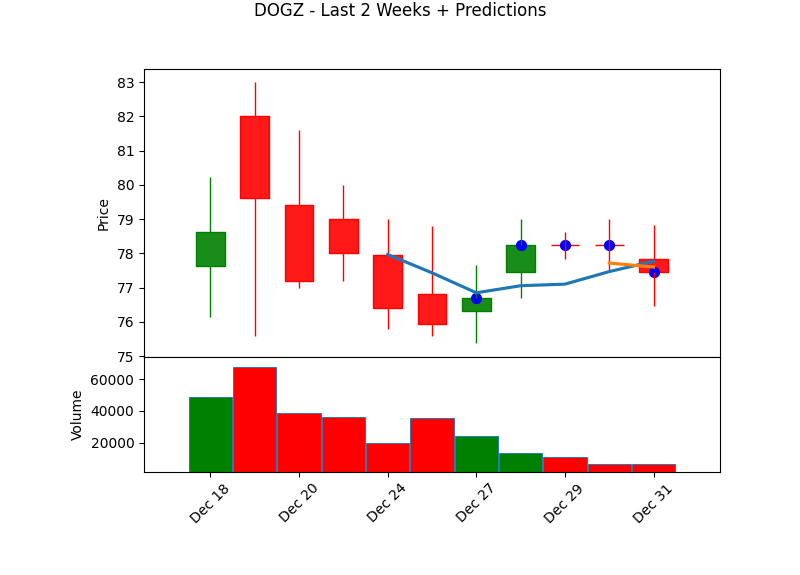 DOGZ - Last 2 Weeks + Predictions
83
82
81
80
79
78
77
76
75
Price
60000
40000
20000
Volume
Dec 18
Dec 20
Dec 24
Dec 27
Dec 29
Dec 31